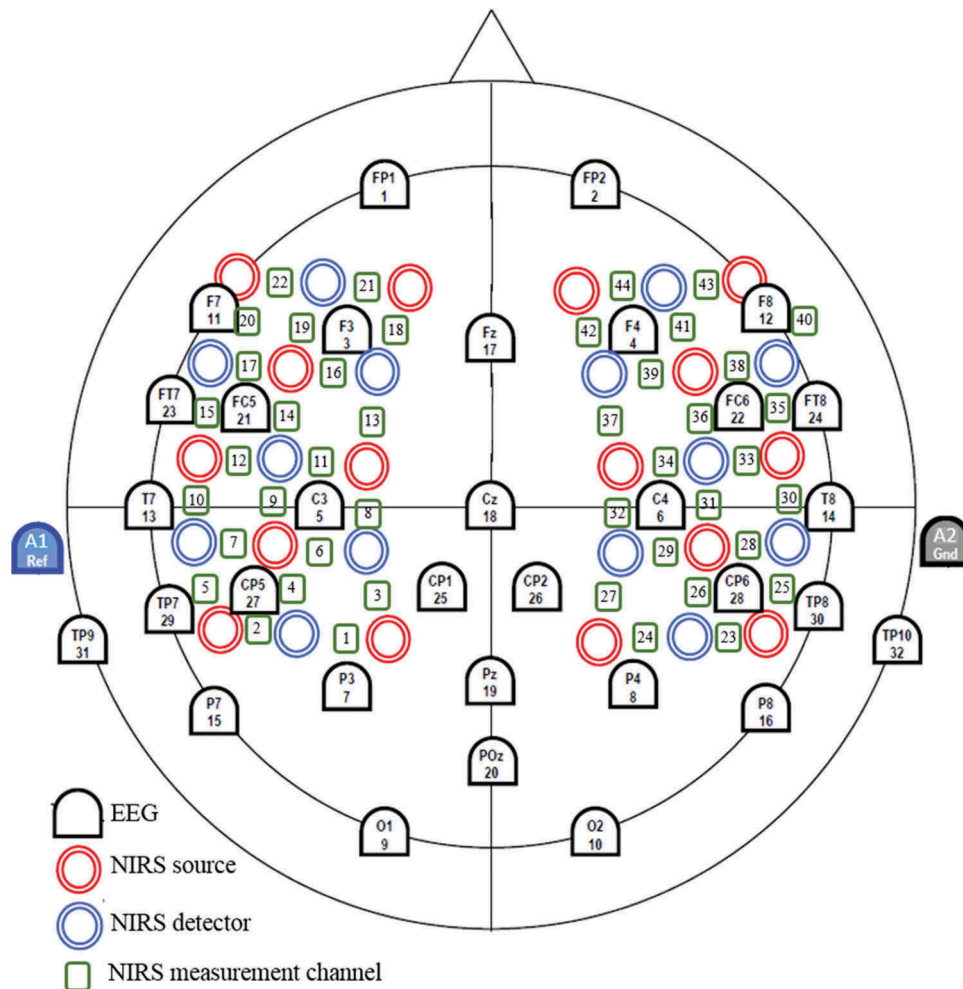 FP1
1
FP2
2
22
21
44
43
F7
11
20
19
F3
3
18
Fz
17
42
F4
4
41
F8
12
40
17
16
39
38
FT7
23
15
FC5
21
14
13
37
36
FC6
22
35
FT8
24
12
11
34
33
T7
13
10
9
C3
5
8
Cz
18
32
C4
6
31
30
T8
14
A1
Ref
7
6
29
28
A2
Gnd
TP7
29
5
CP5
27
4
3
CP1
25
CP2
26
27
26
CP6
28
25
TP8
30
TP9
31
2
1
24
23
TP10
32
P7
15
P3
7
Pz
19
P4
8
P8
16
POz
20
O1
9
O2
10
EEG
NIRS source
NIRS detector
NIRS measurement channel